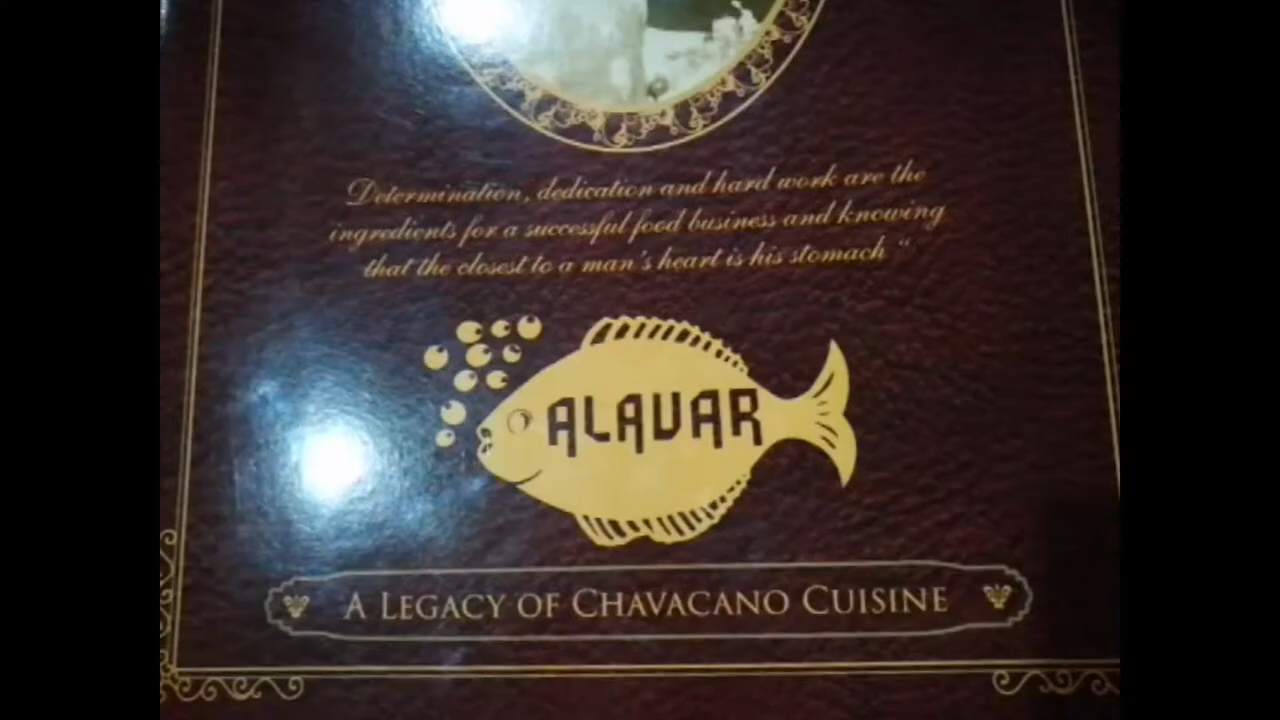 Determination, dedication and hard work are the
ingredients for a successful food business and knowing
that the closest to a man's heart is his stomach “
ALAVAR
A LEGACY OF CHAVACANO CUISINE